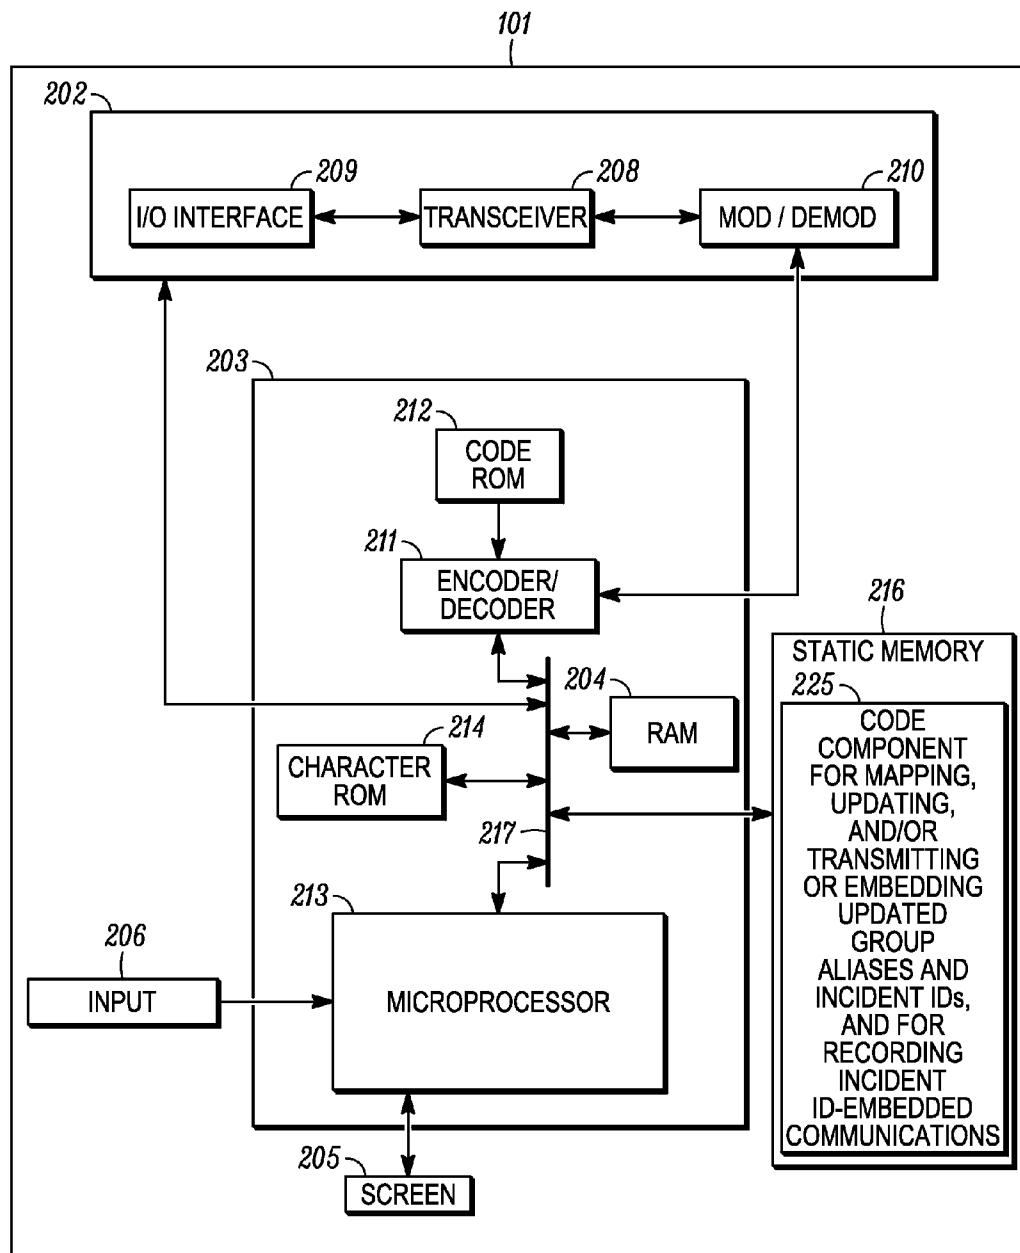 101
202
209
208
210
I/O INTERFACE
TRANSCEIVER
MOD / DEMOD
203
212
CODE
ROM
211
ENCODER/
DECODER
216
STATIC MEMORY
204
RAM
225
CODE
COMPONENT
FOR MAPPING,
UPDATING,
AND/OR
TRANSMITTING
OR EMBEDDING
UPDATED
GROUP
ALIASES AND
INCIDENT IDs,
AND FOR
RECORDING
INCIDENT
ID-EMBEDDED
COMMUNICATIONS
214
CHARACTER
ROM
217
213
MICROPROCESSOR
206
INPUT
205
SCREEN